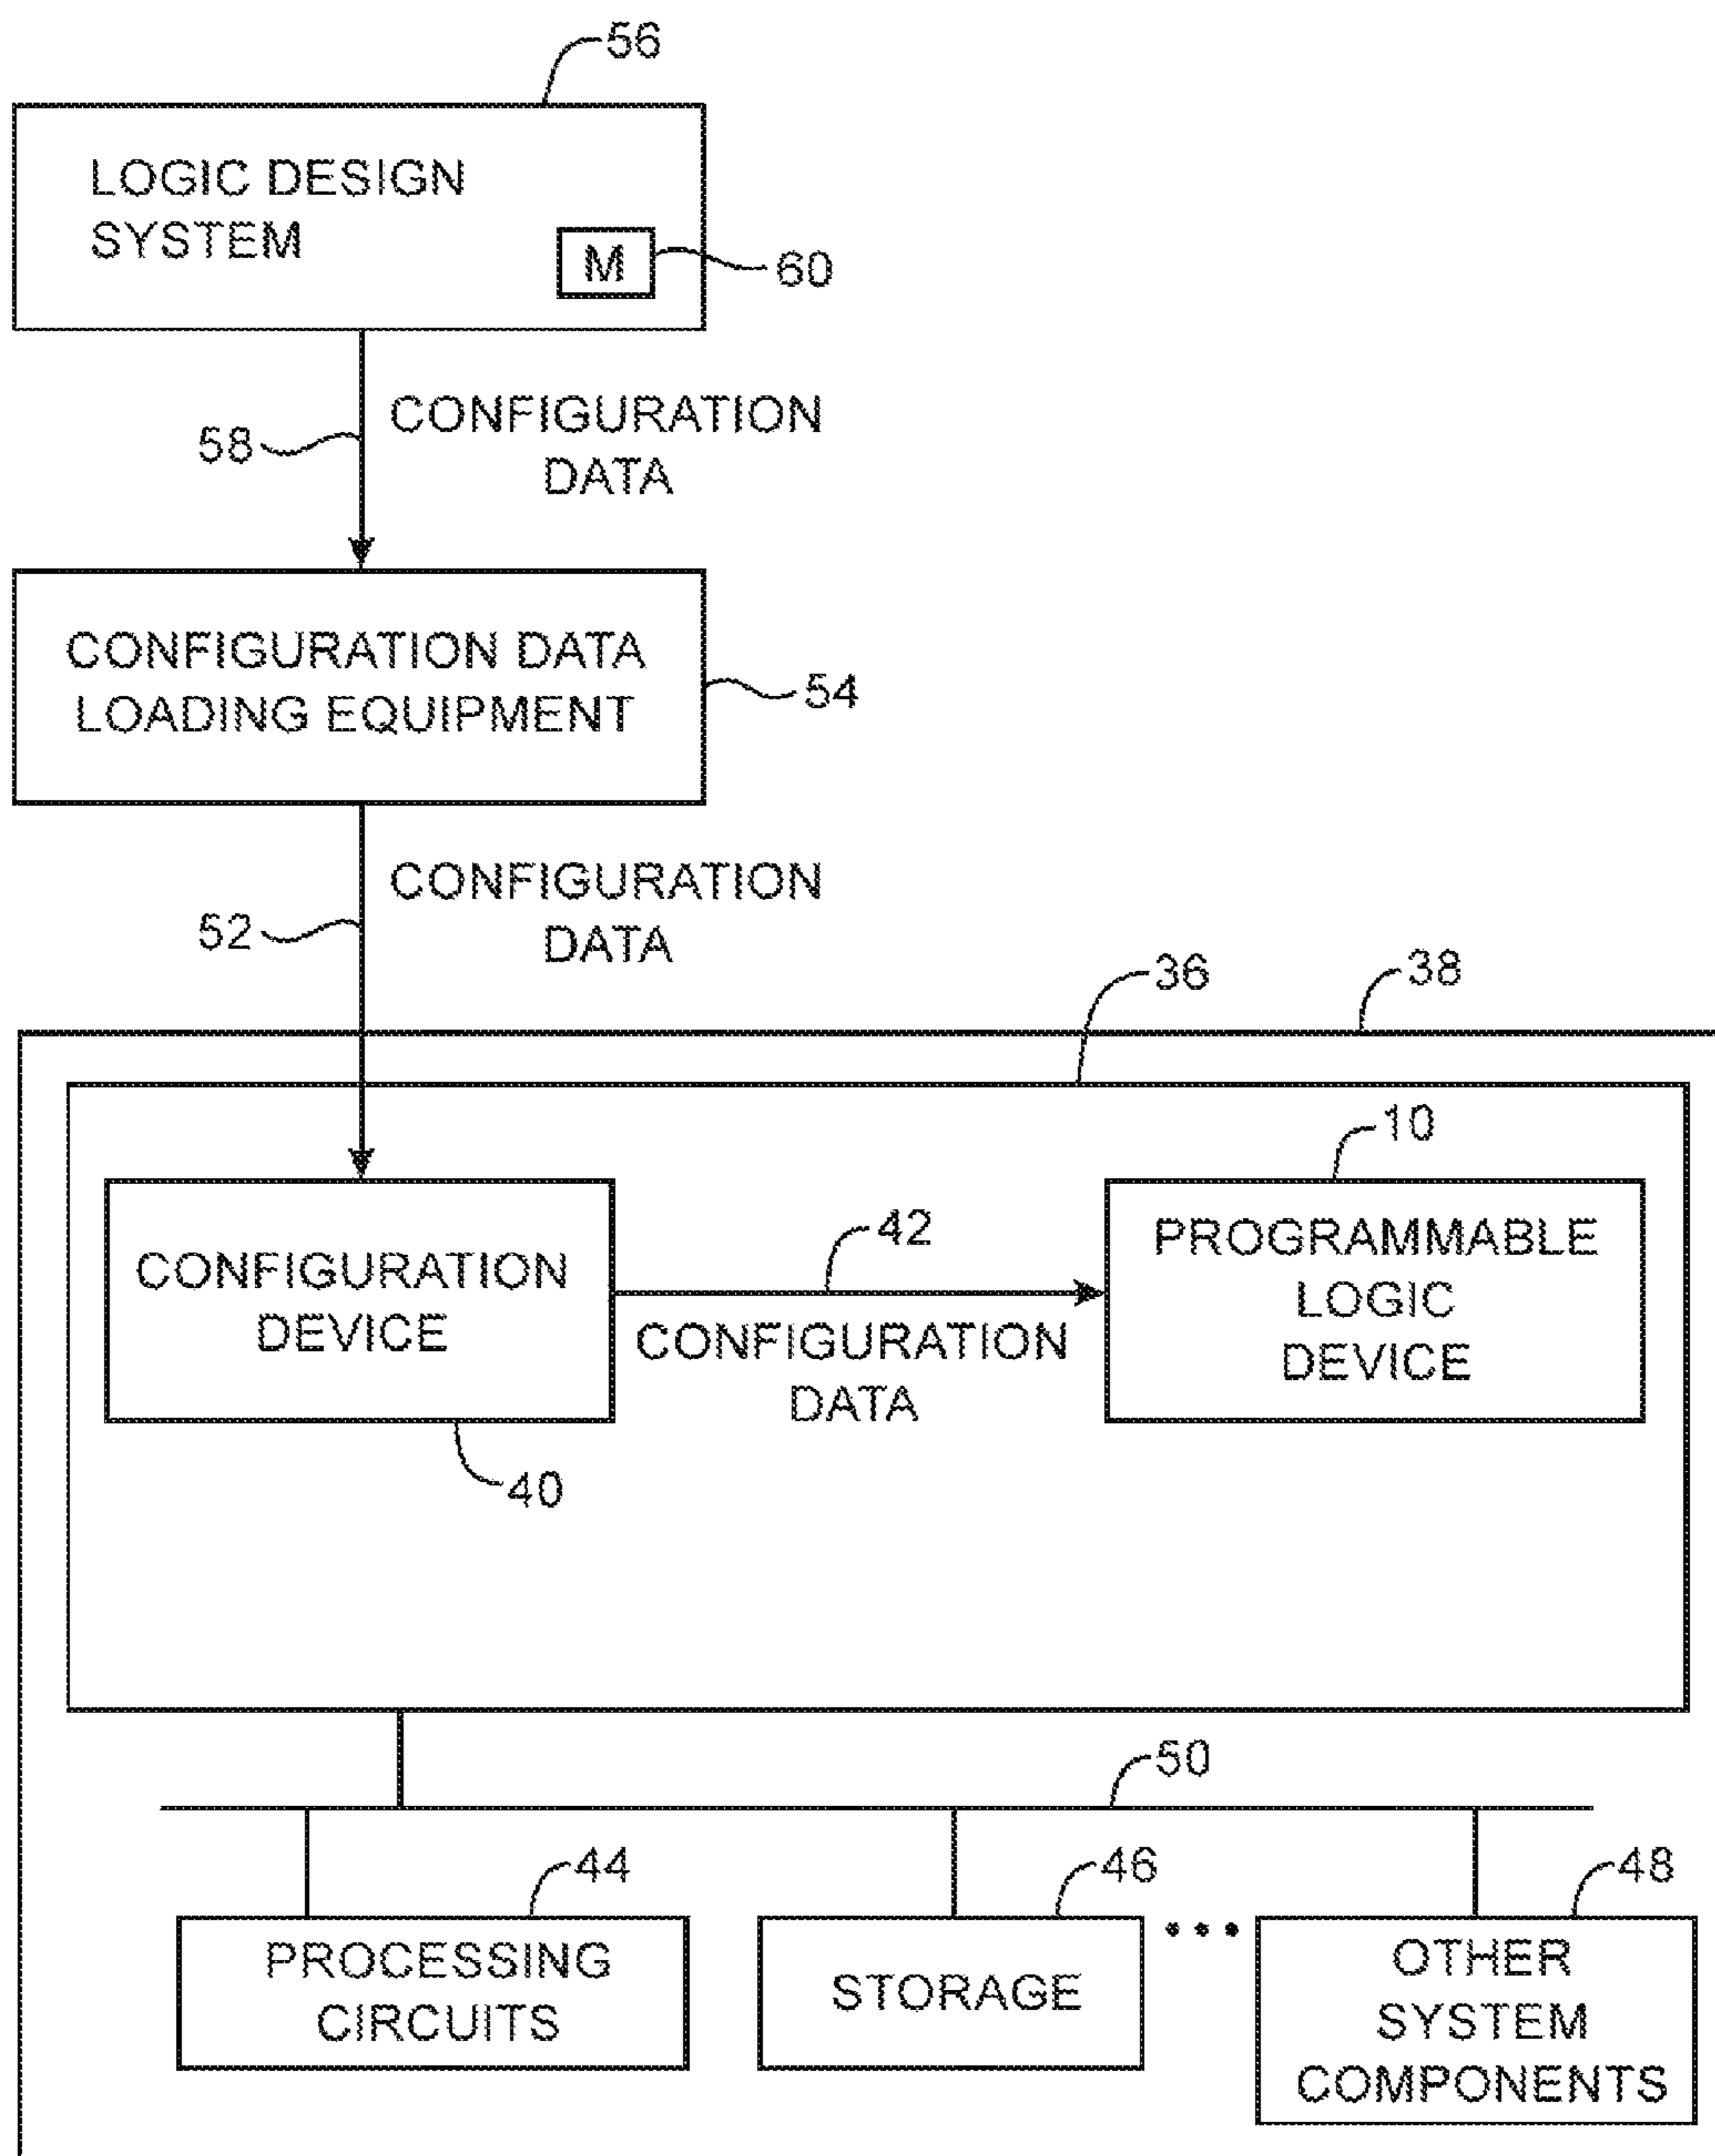 56
LOGIC DESIGN
SYSTEM
M
60
58
CONFIGURATION
DATA
CONFIGURATION DATA
LOADING EQUIPMENT
54
52
CONFIGURATION
DATA
36
38
10
CONFIGURATION
DEVICE
40
42
CONFIGURATION
DATA
PROGRAMMABLE
LOGIC
DEVICE
50
44
PROCESSING
CIRCUITS
46
STORAGE
•••
48
OTHER
SYSTEM
COMPONENTS